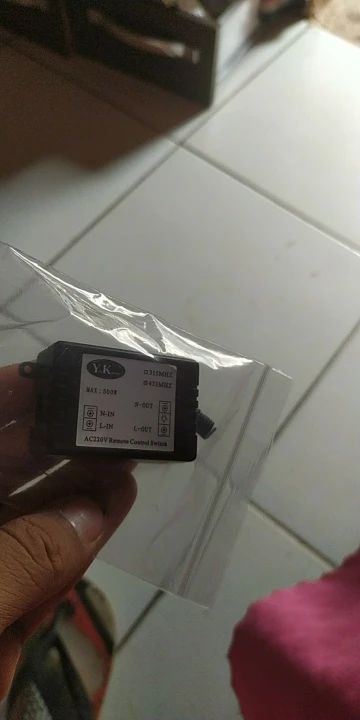 Y.K
315MHZ
433MHZ
MAX: 500W
N-OUT
N-IN
L-IN
L-OUT
AC220V Remote Control Switch